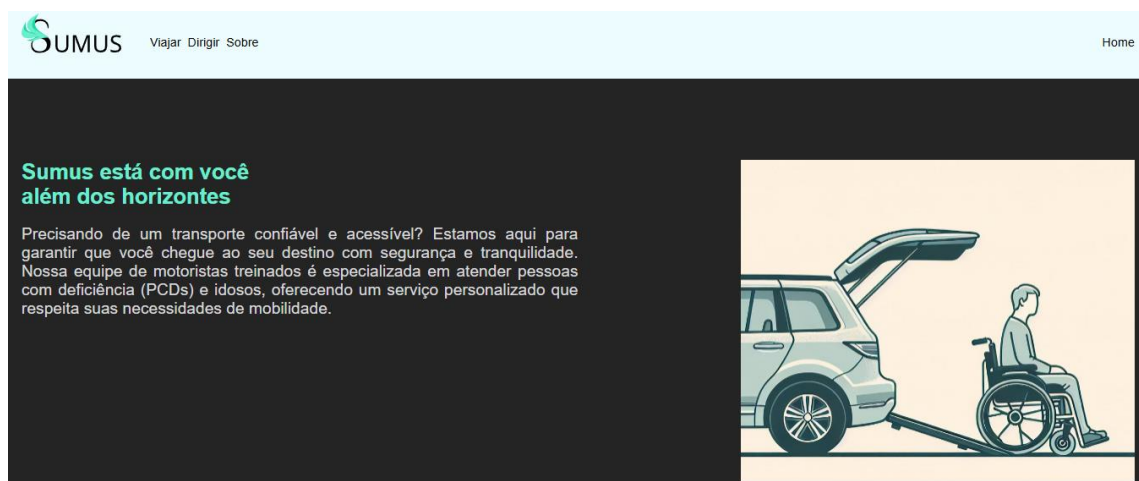 SUMUS
Viajar Dirigir Sobre
Home
Sumus está com você
além dos horizontes
Precisando de um transporte confiável e acessível? Estamos aqui para
garantir que você chegue ao seu destino com segurança e tranquilidade.
Nossa equipe de motoristas treinados é especializada em atender pessoas
com deficiência (PCDs) e idosos, oferecendo um serviço personalizado que
respeita suas necessidades de mobilidade.